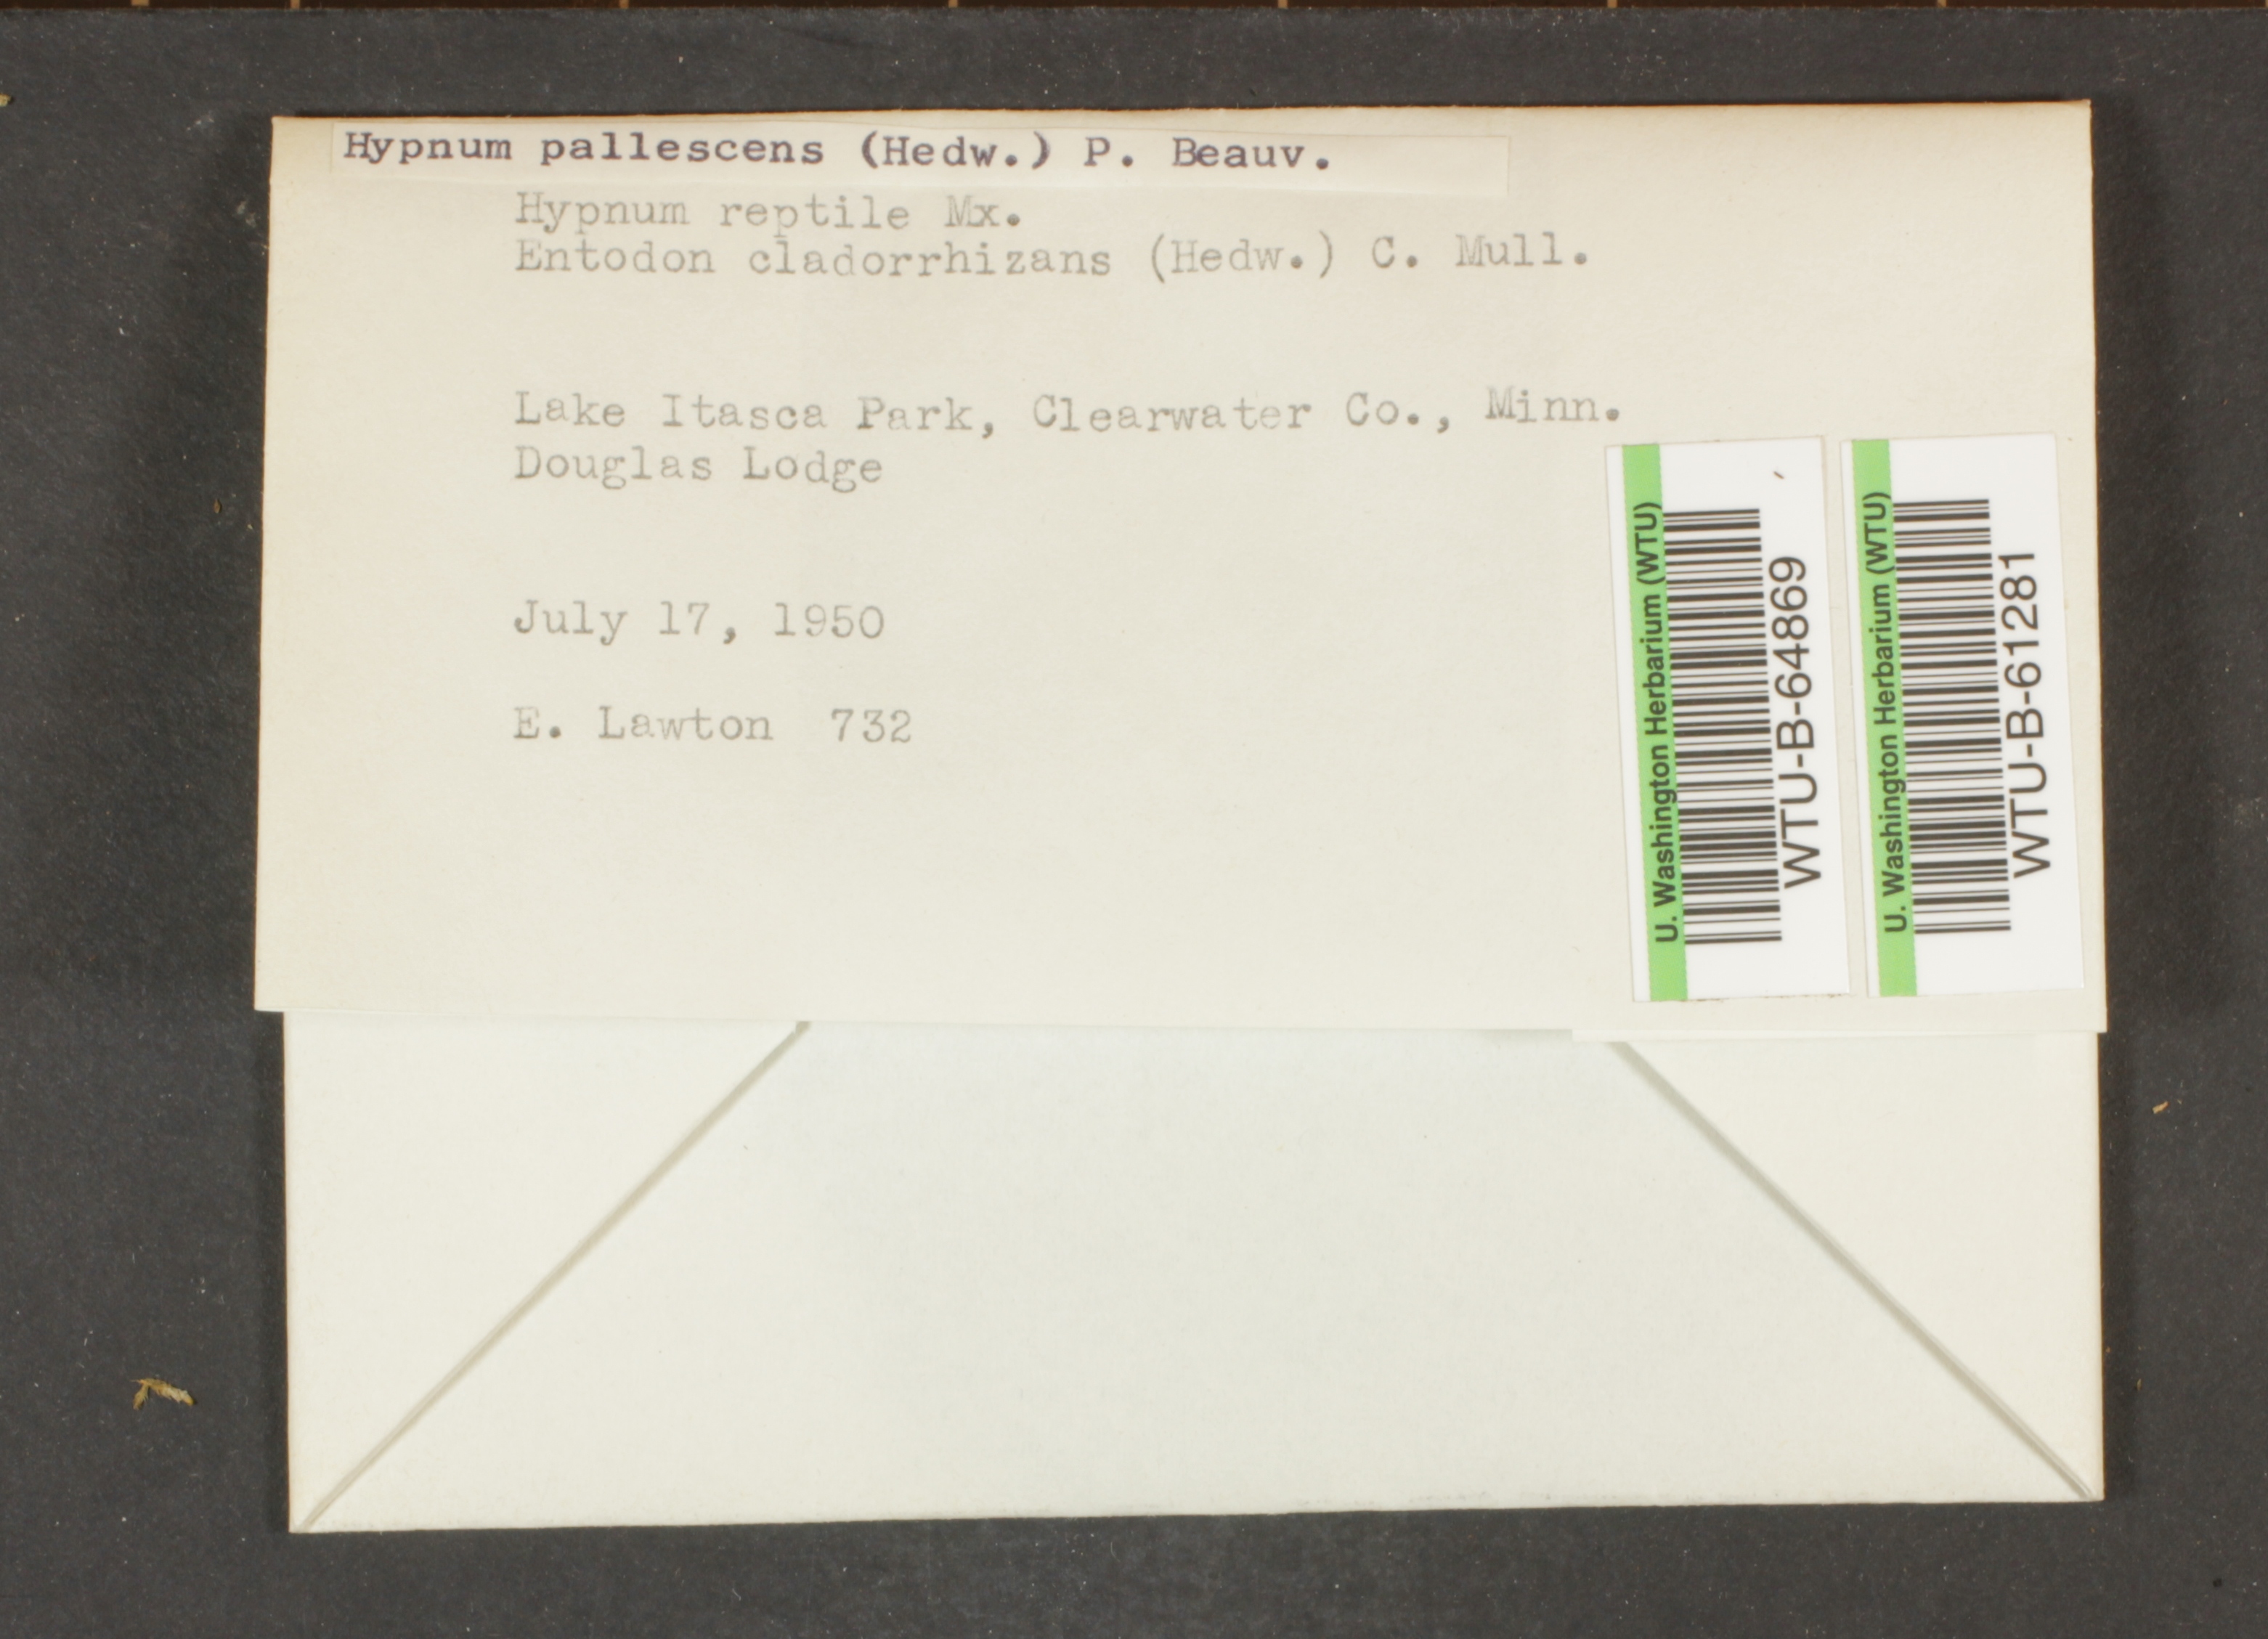 Hypnum pallescens (Hedw.) P. Beauv.
Hypnum reptile Mx.
Entodon cladorrhizans (Hedw.) C. Mull.
Lake Itasca Park, Clearwater Co., Minn.
Douglas Lodge
July 17, 1950
E. Lawton 732
U. Washington Herbarium (WTU)
WTU-B-64869
U. Washington Herbarium (WTU)
WTU-B-61281